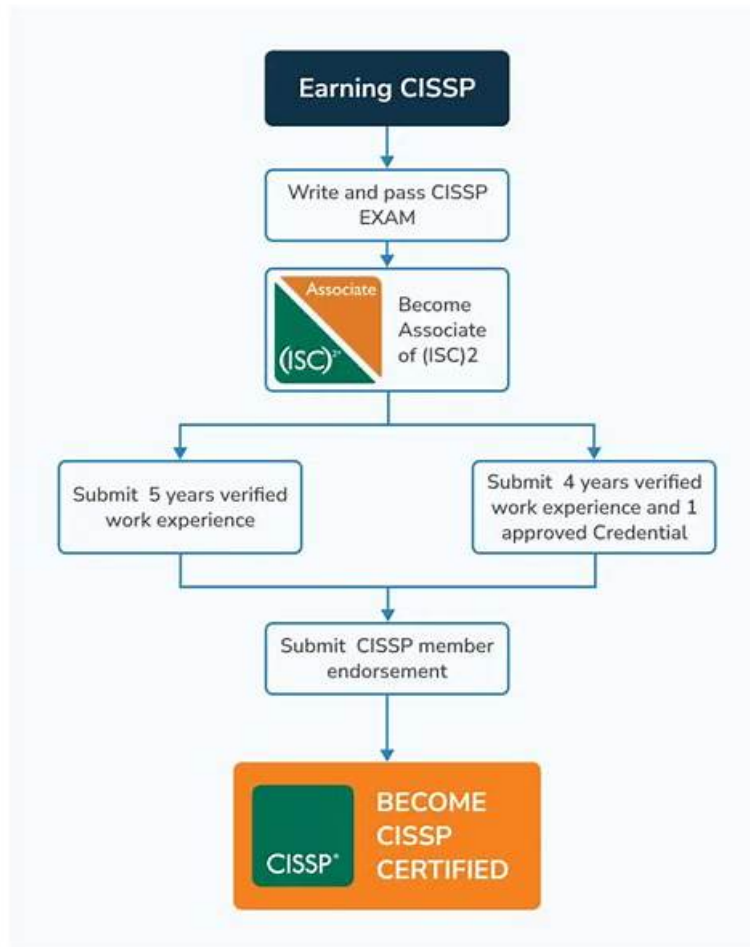 Earning CISSP
Write and pass CISSP
EXAM
Associate
(ISC)²®
Become
Associate
of (ISC)2
Submit 5 years verified
work experience
Submit 4 years verified
work experience and 1
approved Credential
Submit CISSP member
endorsement
CISSP®
BECOME
CISSP
CERTIFIED